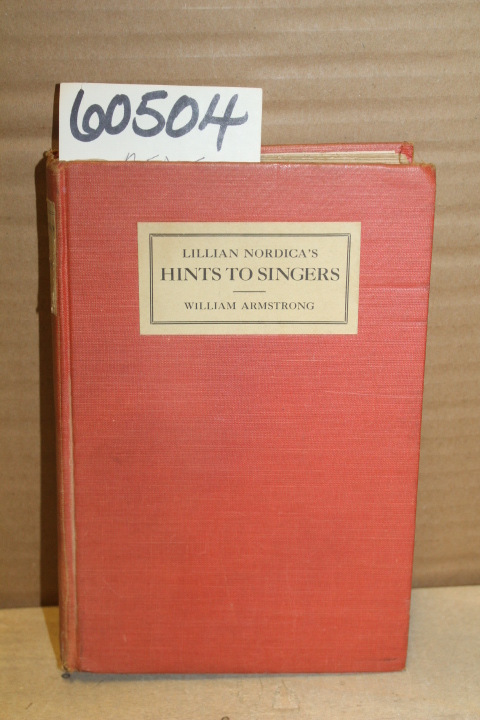 60504
LILLIAN NORDICA'S
HINTS TO SINGERS
WILLIAM ARMSTRONG